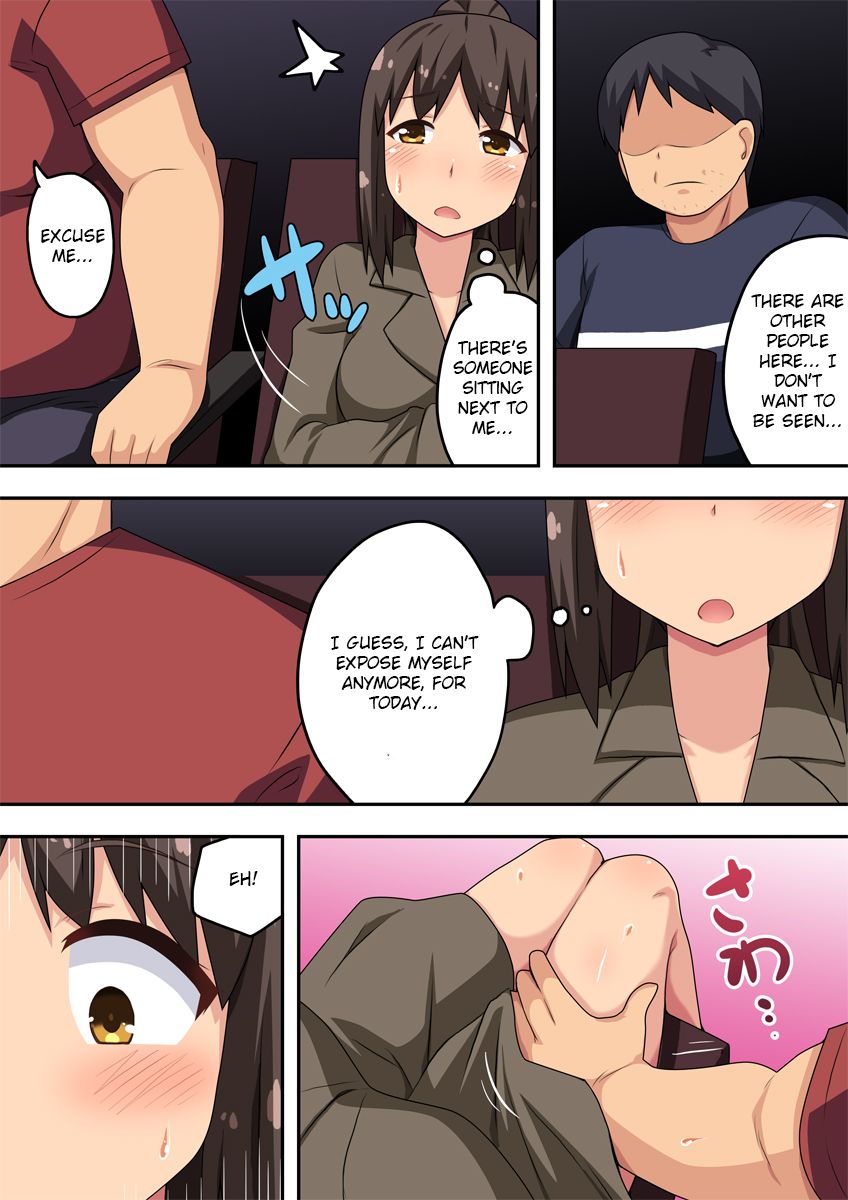 EXCUSE
ME...
THERE'S
SOMEONE
SITTING
NEXT TO
ME...
ササッ
THERE ARE
OTHER
PEOPLE
HERE... I
DON'T
WANT TO
BE SEEN...
I GUESS, I CAN'T
EXPOSE MYSELF
ANYMORE, FOR
TODAY...
EH!
さわ...